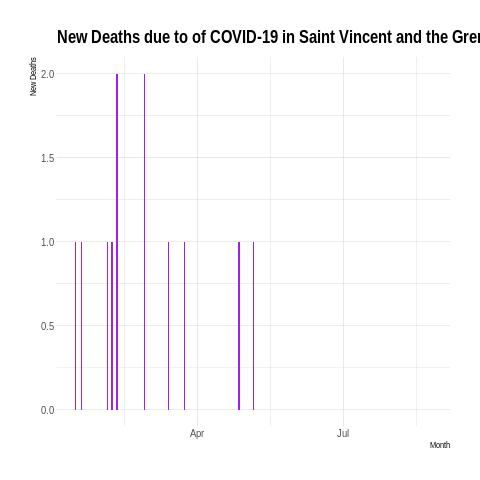 New Deaths due to of COVID-19 in Saint Vincent and the Gre
New Deaths
2.0
1.5
1.0
0.5
0.0
Apr
Jul
Month